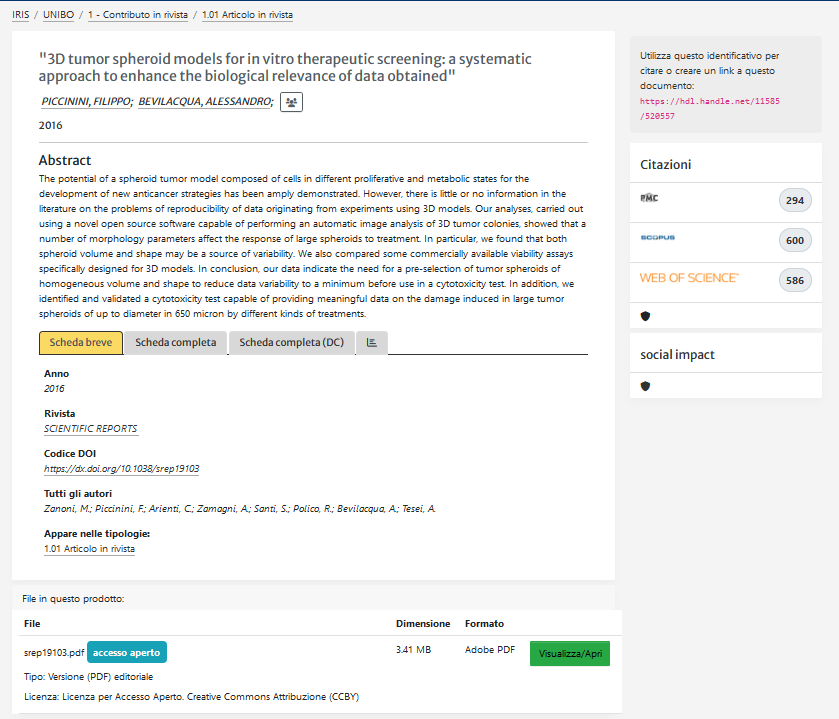 IRIS / UNIBO / 1 - Contributo in rivista / 1.01 Articolo in rivista
"3D tumor spheroid models for in vitro therapeutic screening: a systematic
approach to enhance the biological relevance of data obtained"
PICCININI, FILIPPO; BEVILACQUA, ALESSANDRO;
2016
Abstract
The potential of a spheroid tumor model composed of cells in different proliferative and metabolic states for the
development of new anticancer strategies has been amply demonstrated. However, there is little or no information in the
literature on the problems of reproducibility of data originating from experiments using 3D models. Our analyses, carried out
using a novel open source software capable of performing an automatic image analysis of 3D tumor colonies, showed that a
number of morphology parameters affect the response of large spheroids to treatment. In particular, we found that both
spheroid volume and shape may be a source of variability. We also compared some commercially available viability assays
specifically designed for 3D models. In conclusion, our data indicate the need for a pre-selection of tumor spheroids of
homogeneous volume and shape to reduce data variability to a minimum before use in a cytotoxicity test. In addition, we
identified and validated a cytotoxicity test capable of providing meaningful data on the damage induced in large tumor
spheroids of up to diameter in 650 micron by different kinds of treatments.
Scheda breve Scheda completa Scheda completa (DC)
Anno
2016
Rivista
SCIENTIFIC REPORTS
Codice DOI
https://dx.doi.org/10.1038/srep19103
Tutti gli autori
Zanoni, M.; Piccinini, F.; Arienti, C.; Zamagni, A.; Santi, S.; Polico, R.; Bevilacqua, A.; Tesei, A.
Appare nelle tipologie:
1.01 Articolo in rivista
File in questo prodotto:
File Dimensione Formato
srep19103.pdf accesso aperto 3.41 MB Adobe PDF Visualizza/Apri
Tipo: Versione (PDF) editoriale
Licenza: Licenza per Accesso Aperto. Creative Commons Attribuzione (CCBY)
Utilizza questo identificativo per
citare o creare un link a questo
documento:
https://hdl.handle.net/11585
/520557
Citazioni
PMC 294
SCOPUS 600
WEB OF SCIENCE™ 586
social impact